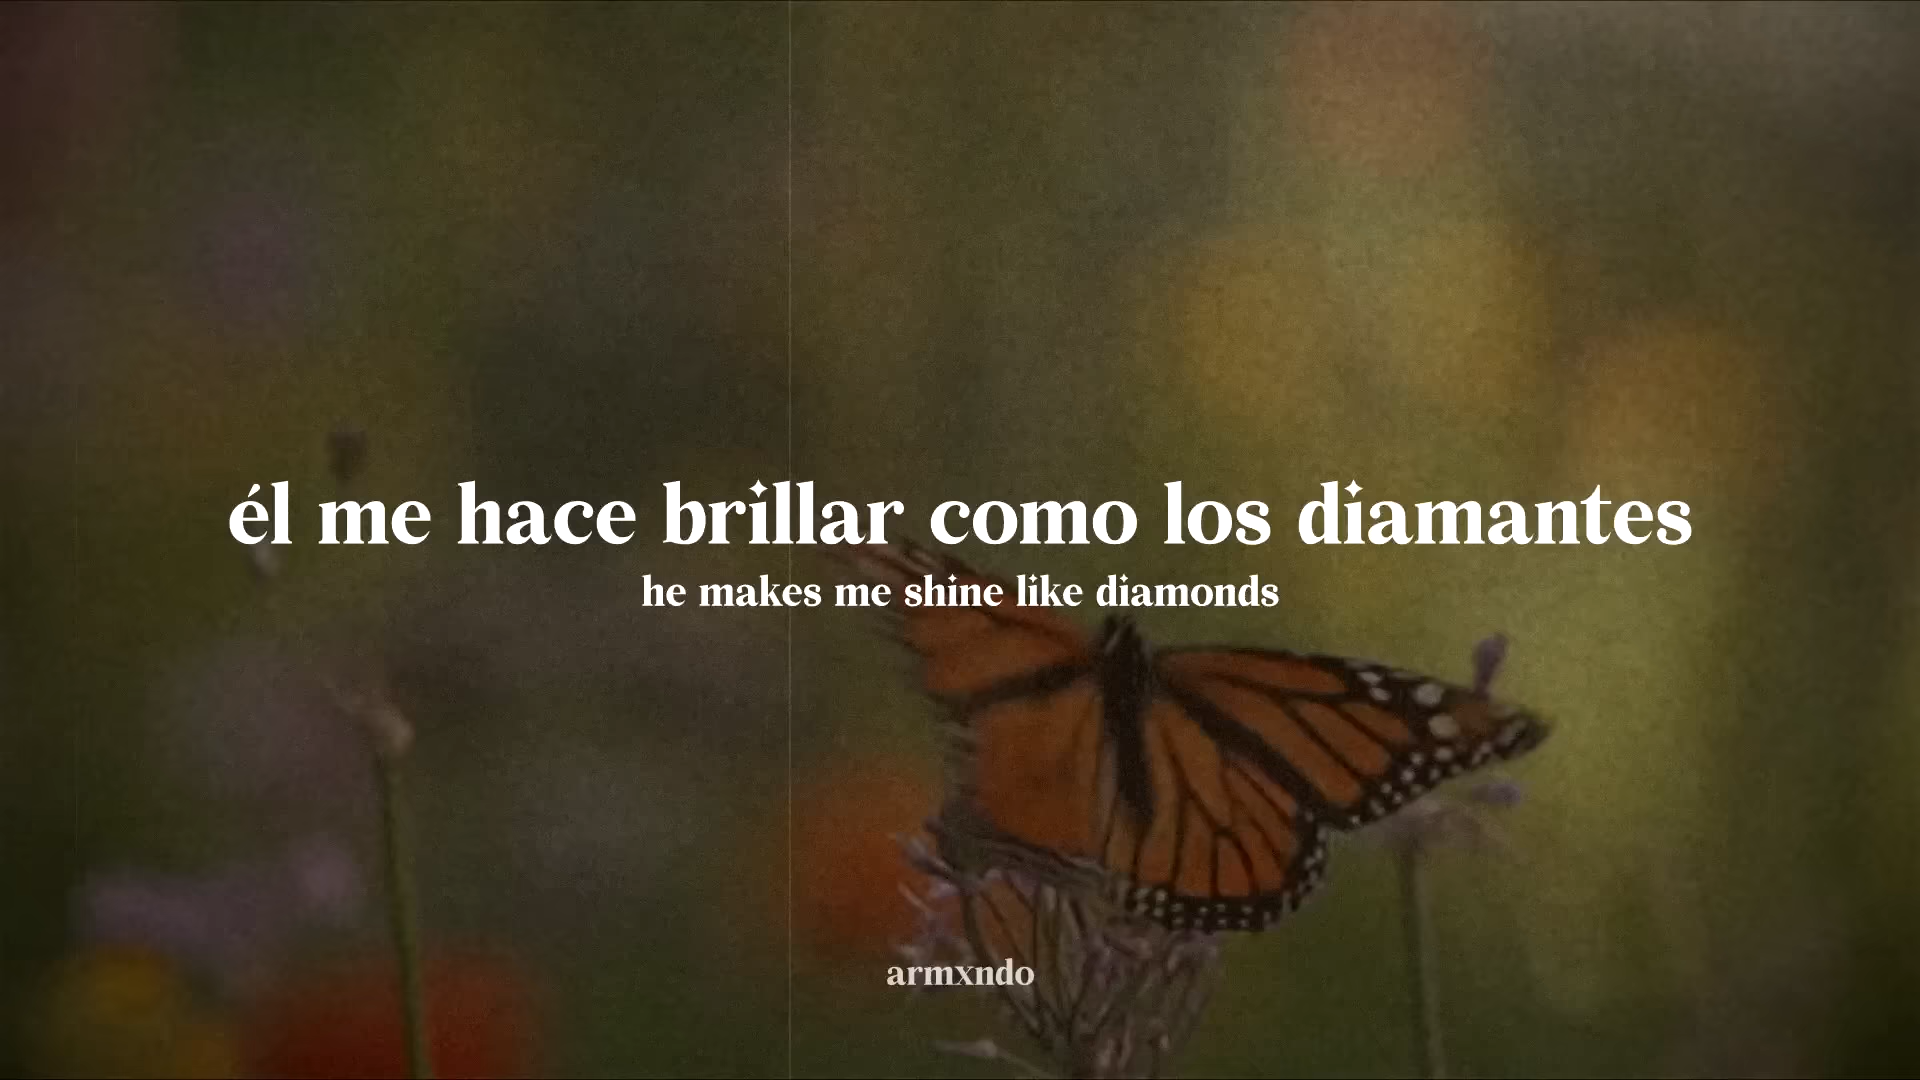 él me hace brillar como los diamantes
he makes me shine like diamonds
armxndo